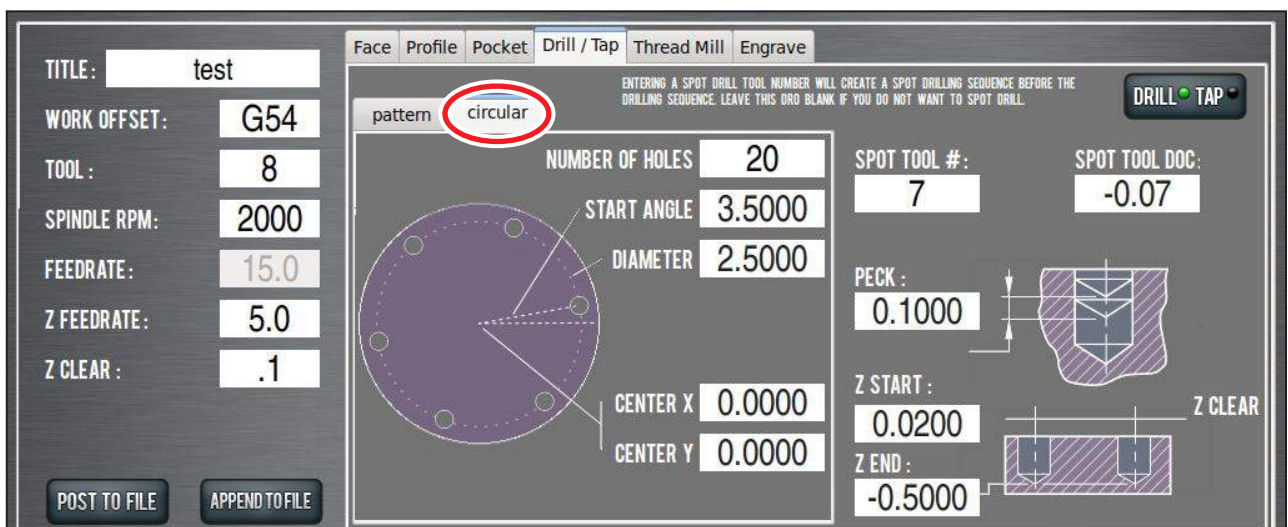 Face Profile Pocket Drill / Tap Thread Mill Engrave
TITLE: test
WORK OFFSET: G54
TOOL : 8
SPINDLE RPM: 2000
FEEDRATE: 15.0
Z FEEDRATE: 5.0
Z CLEAR : .1
POST TO FILE APPEND TO FILE
ENTERING A SPOT DRILL TOOL NUMBER WILL CREATE A SPOT DRILLING SEQUENCE BEFORE THE
DRILLING SEQUENCE. LEAVE THIS DRO BLANK IF YOU DO NOT WANT TO SPOT DRILL.
DRILL TAP
pattern circular
NUMBER OF HOLES 20
START ANGLE 3.5000
DIAMETER 2.5000
CENTER X 0.0000
CENTER Y 0.0000
SPOT TOOL #: SPOT TOOL DOC:
7 -0.07
PECK :
0.1000
Z START :
0.0200
Z CLEAR
Z END :
-0.5000